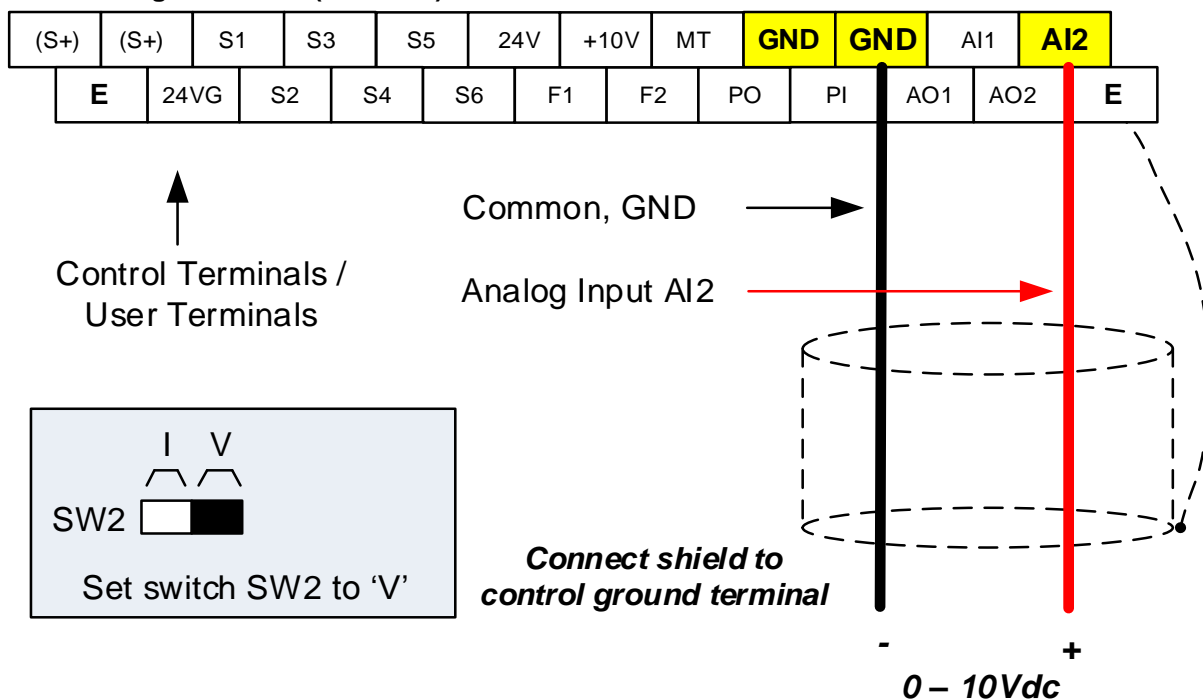 (S+) (S+) S1 S3 S5 24V +10V MT GND GND AI1 AI2
E 24VG S2 S4 S6 F1 F2 PO PI AO1 AO2 E
Common, GND
Control Terminals /
User Terminals
Analog Input AI2
I V
SW2
Set switch SW2 to ‘V’
Connect shield to
control ground terminal
- +
0 – 10Vdc